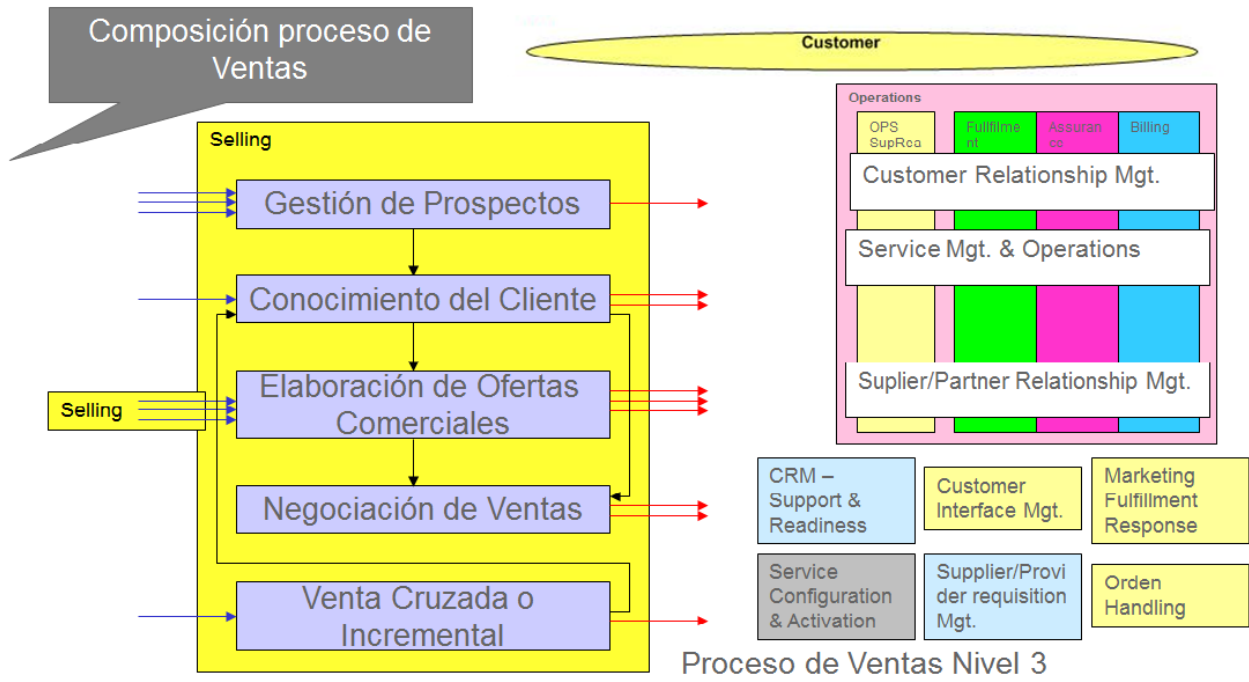 Composición proceso de
Ventas
Customer
Selling
Gestión de Prospectos
Conocimiento del Cliente
Elaboración de Ofertas
Comerciales
Selling
Negociación de Ventas
Venta Cruzada o
Incremental
Operations
OPS
SupRea
Fullfilme
nt
Assuran
ce
Billing
Customer Relationship Mgt.
Service Mgt. & Operations
Suplier/Partner Relationship Mgt.
CRM –
Support &
Readiness
Customer
Interface Mgt.
Marketing
Fulfillment
Response
Service
Configuration
& Activation
Supplier/Provi
der requisition
Mgt.
Orden
Handling
Proceso de Ventas Nivel 3